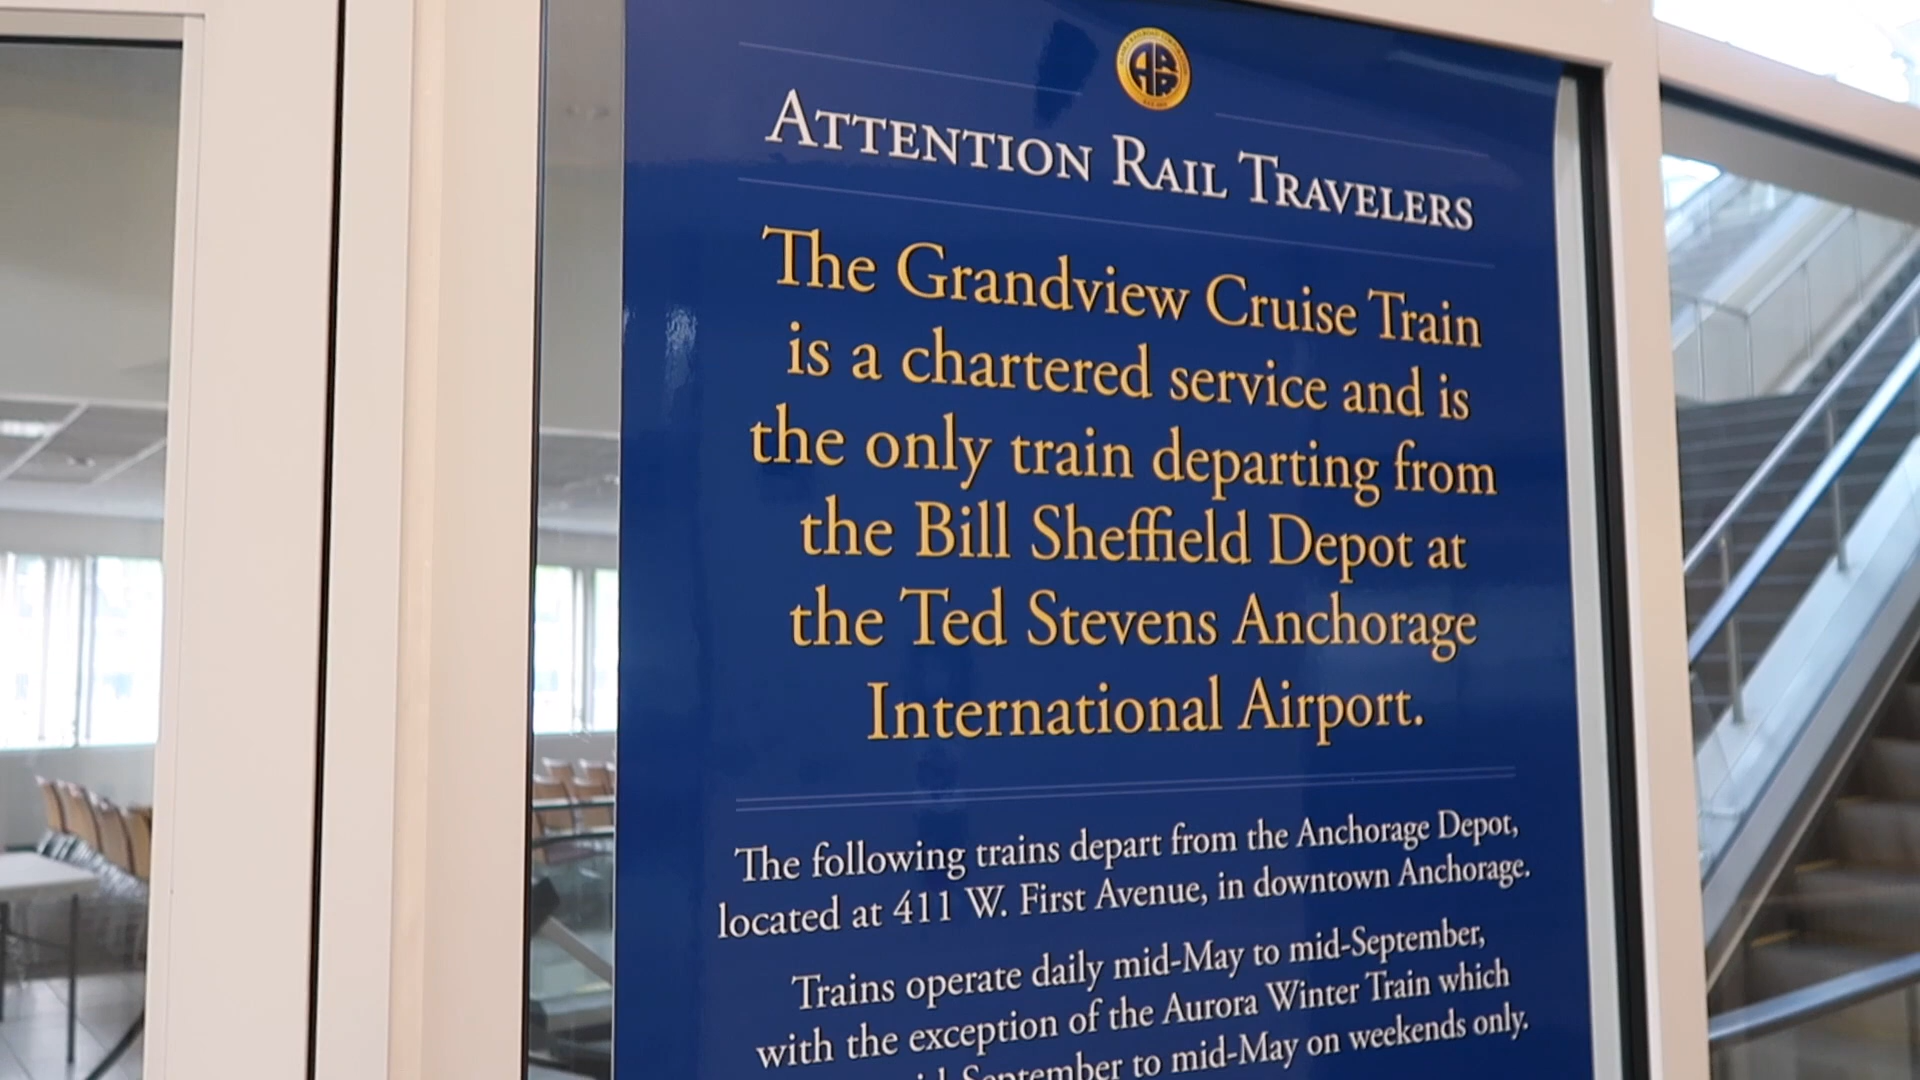 ATTENTION RAIL TRAVELERS
The Grandview Cruise Train
is a chartered service and is
the only train departing from
the Bill Sheffield Depot at
the Ted Stevens Anchorage
International Airport.
The following trains depart from the Anchorage Depot,
located at 411 W. First Avenue, in downtown Anchorage.
Trains operate daily mid-May to mid-September,
with the exception of the Aurora Winter Train which
September to mid-May on weekends only.